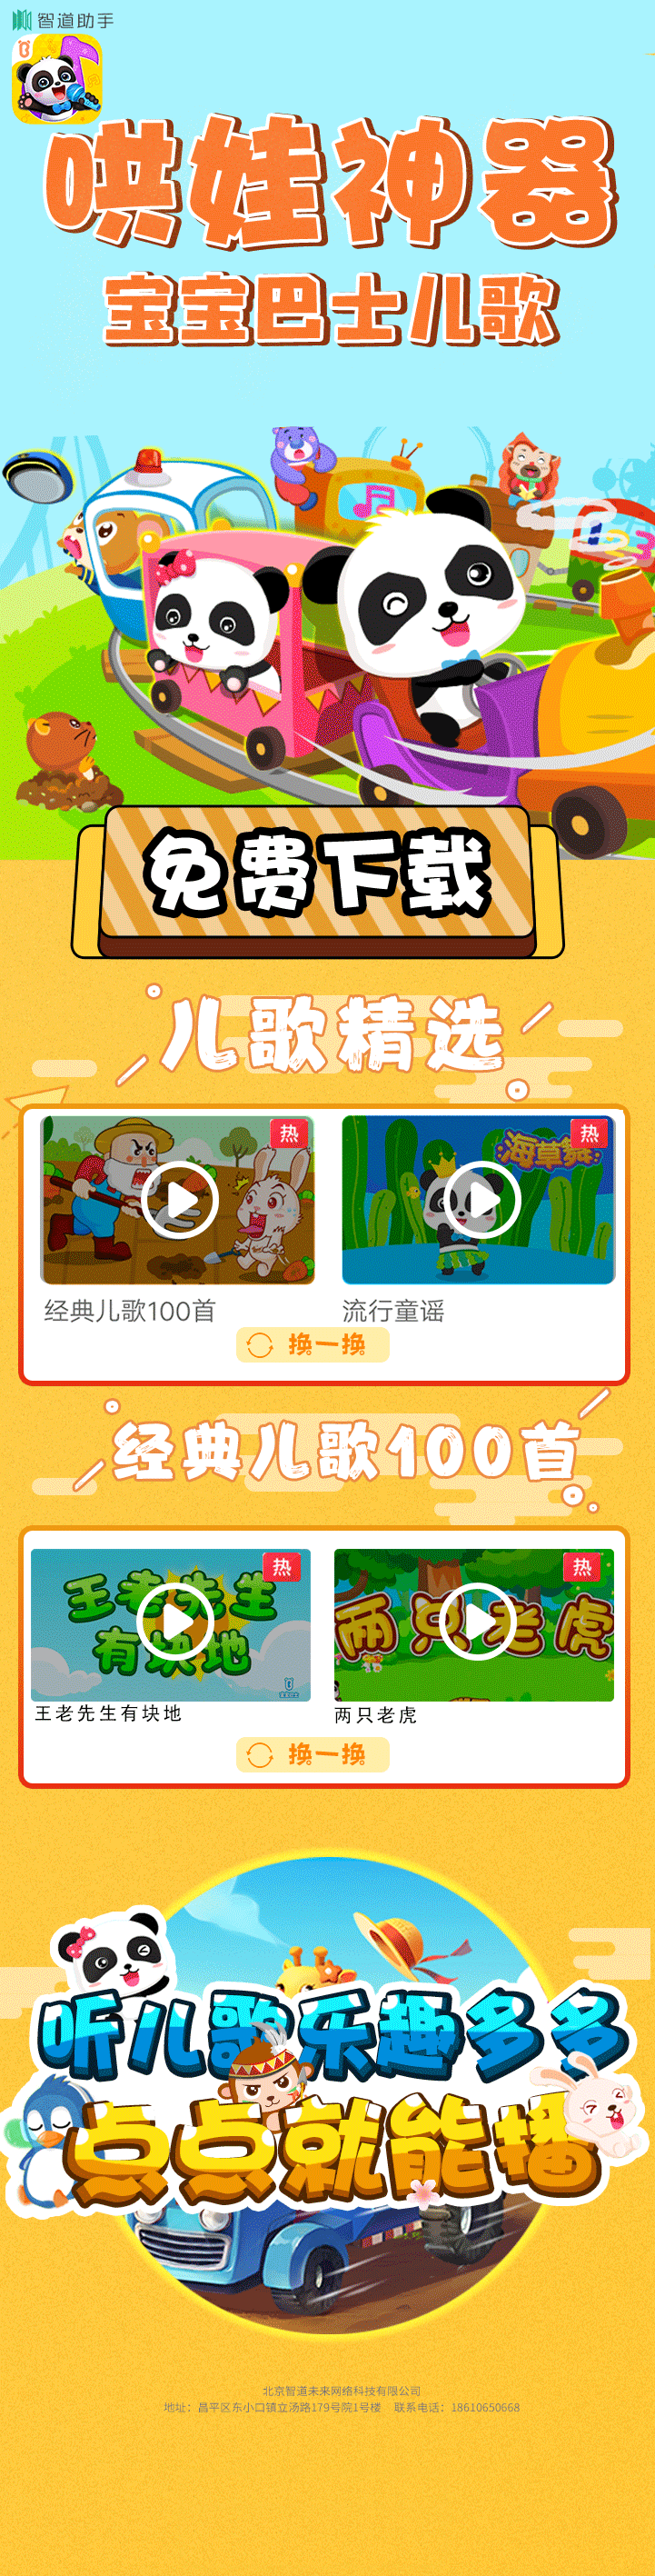 智道助手
哄娃神器
宝宝巴士儿歌
免费下载
儿歌精选
热
热
海草舞
经典儿歌100首
流行童谣
换一换
经典儿歌100首
热
热
王老先生
有块地
两只老虎
王老先生有块地
两只老虎
换一换
听儿歌乐趣多多
点点就能播
北京智道未来网络科技有限公司
地址：昌平区东小口镇立汤路179号院1号楼 联系电话：18610650668